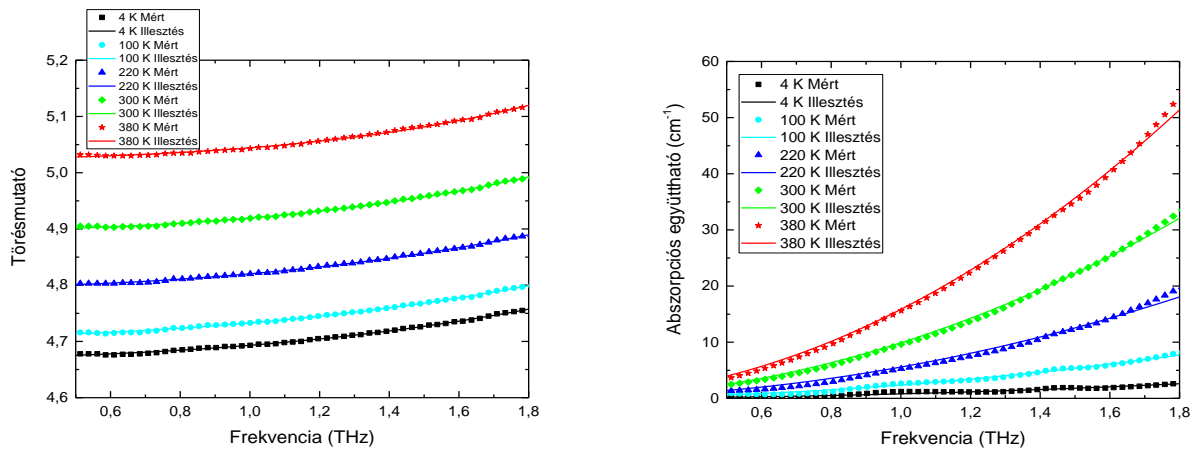 4 K Mért
4 K Illesztés
100 K Mért
100 K Illesztés
220 K Mért
220 K Illesztés
300 K Mért
300 K Illesztés
380 K Mért
380 K Illesztés
5,2
5,1
5,0
4,9
4,8
4,7
4,6
Törésmutató
0,6 0,8 1,0 1,2 1,4 1,6 1,8
Frekvencia (THz)
4 K Mért
4 K Illesztés
100 K Mért
100 K Illesztés
220 K Mért
220 K Illesztés
300 K Mért
300 K Illesztés
380 K Mért
380 K Illesztés
60
50
40
30
20
10
0
Abszorpciós együttható (cm⁻¹)
0,6 0,8 1,0 1,2 1,4 1,6 1,8
Frekvencia (THz)